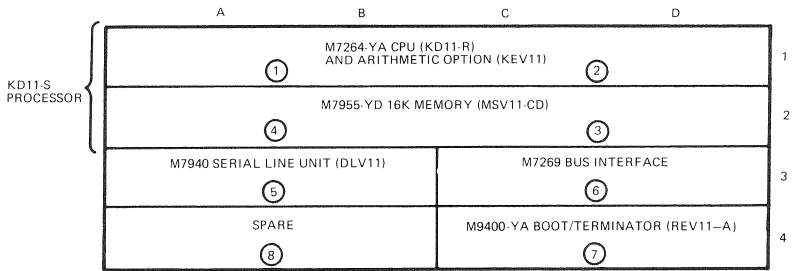 A B C D
M7264-YA CPU (KD11-R)
AND ARITHMETIC OPTION (KEV11)
1 2
1
KD11-S
PROCESSOR
M7955-YD 16K MEMORY (MSV11-CD)
4 3
2
M7940 SERIAL LINE UNIT (DLV11)
5
M7269 BUS INTERFACE
6
3
SPARE
8
M9400-YA BOOT/TERMINATOR (REV11–A)
7
4